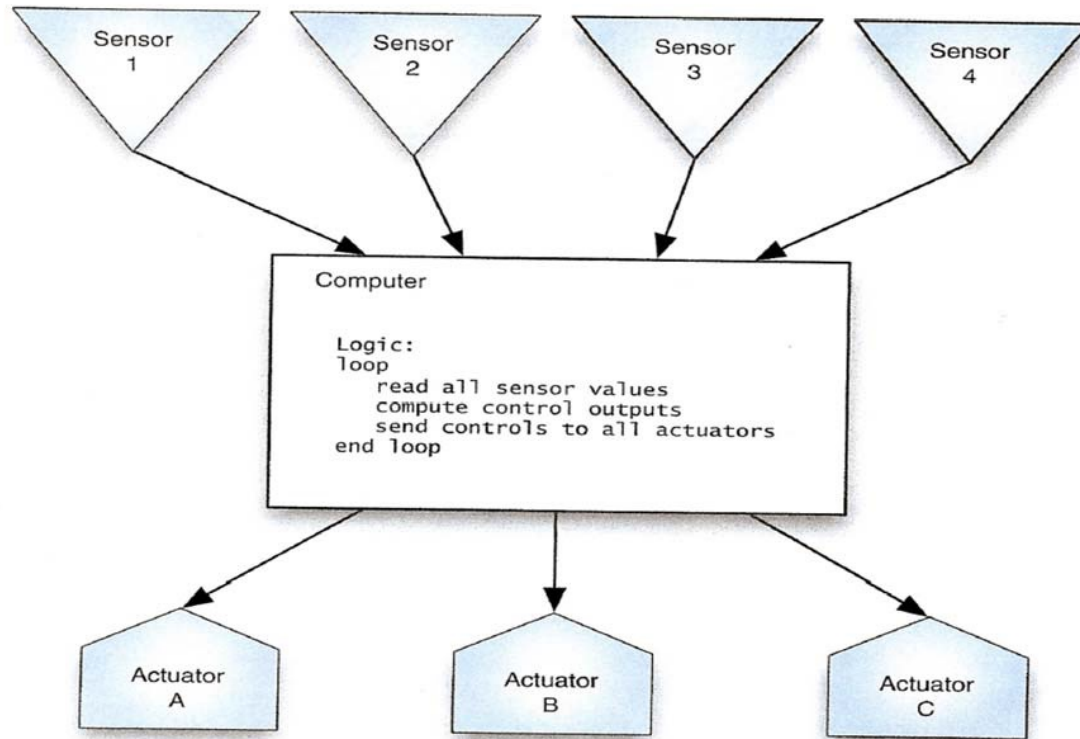 Sensor
1
Sensor
2
Sensor
3
Sensor
4
Computer
Logic:
loop
read all sensor values
compute control outputs
send controls to all actuators
end loop
Actuator
A
Actuator
B
Actuator
C